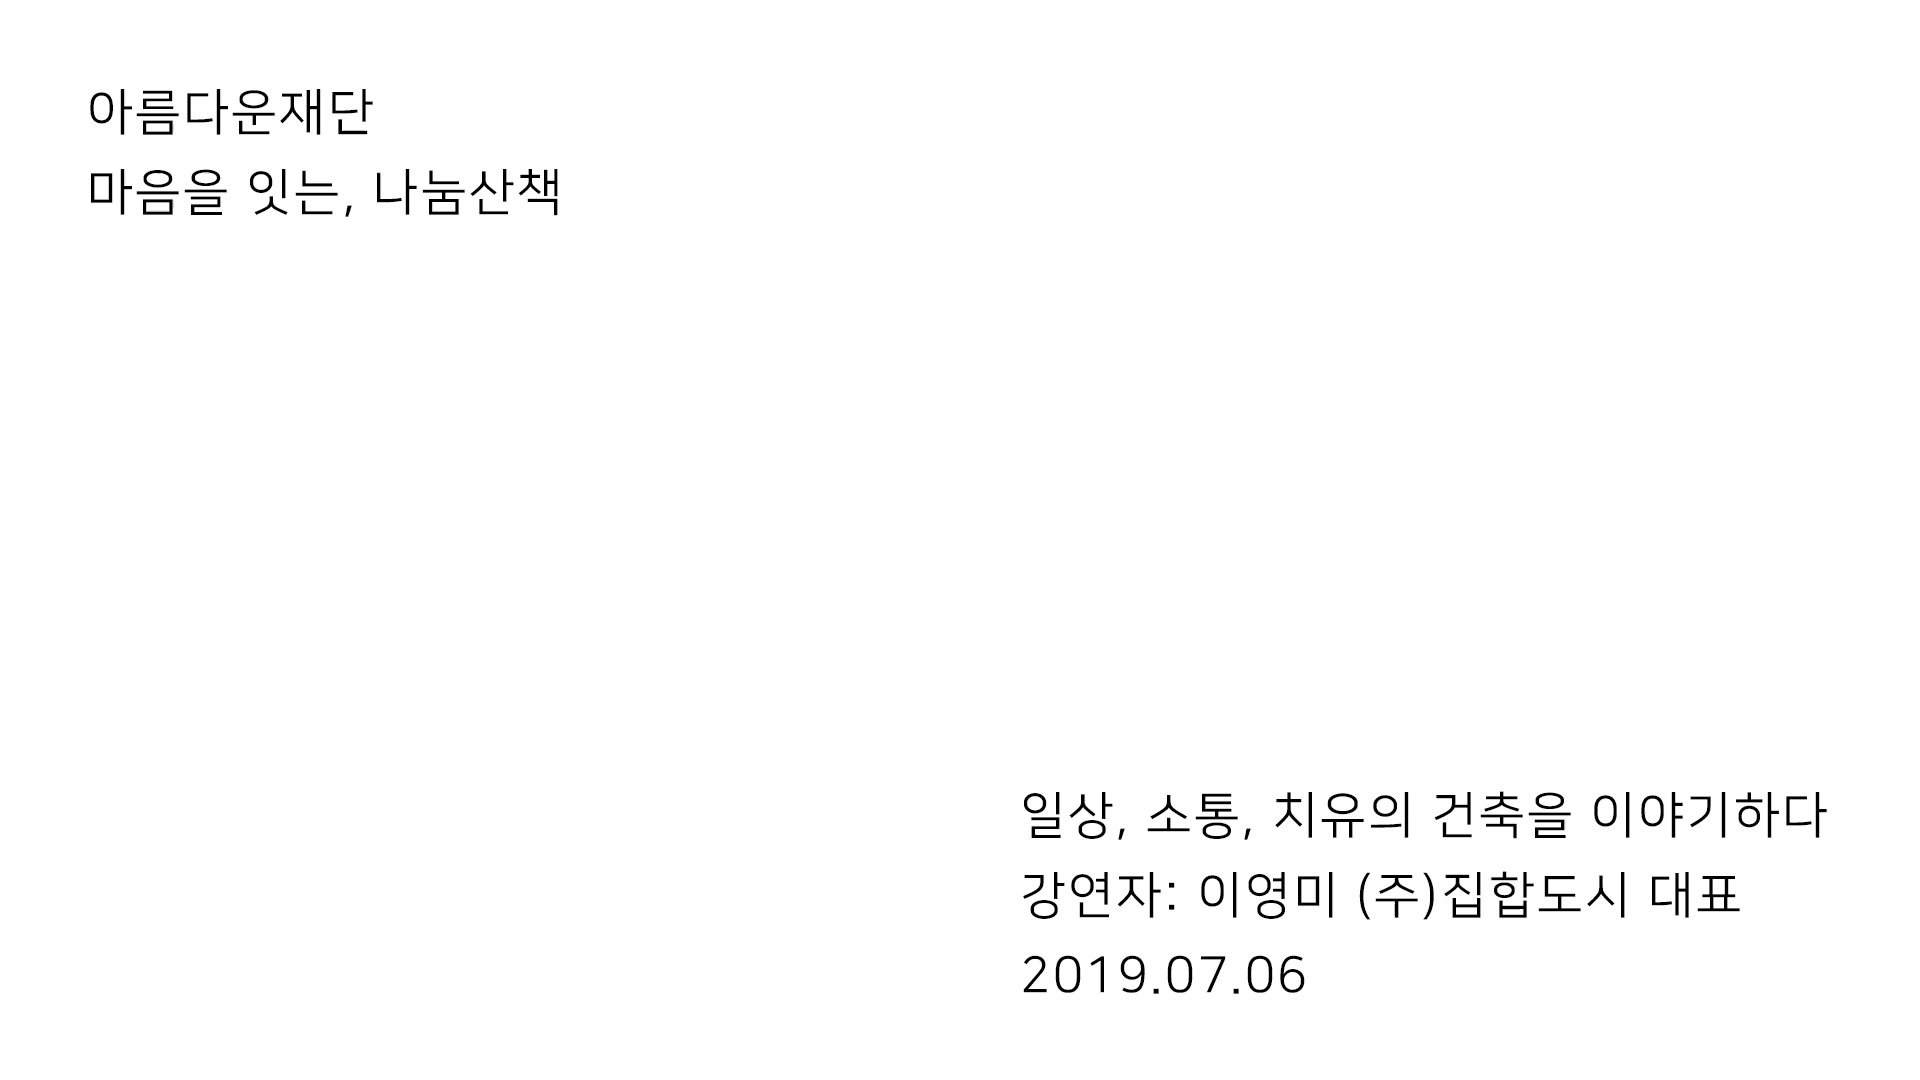 아름다운재단
마음을 잇는, 나눔산책
일상, 소통, 치유의 건축을 이야기하다
강연자: 이영미 (주)집합도시 대표
2019.07.06